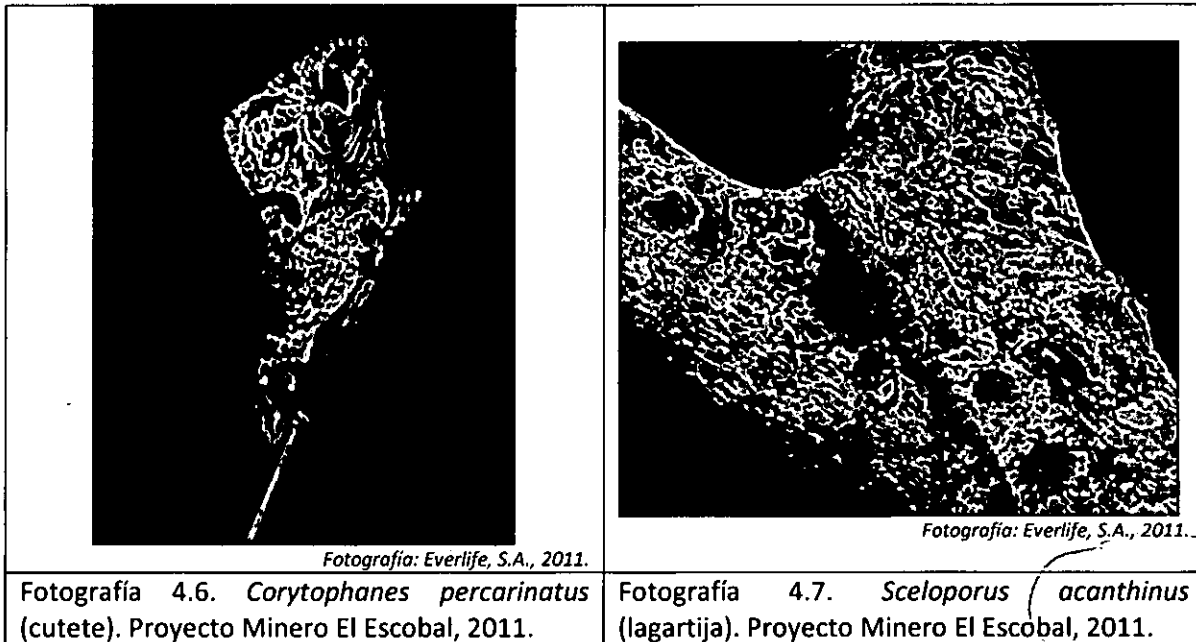 Fotografía: Everlife, S.A., 2011.
Fotografía 4.6. Corytophanes percarinatus
(cutete). Proyecto Minero El Escobal, 2011.
Fotografía: Everlife, S.A., 2011.
Fotografía 4.7. Sceloporus acanthinus
(lagartija). Proyecto Minero El Escobal, 2011.